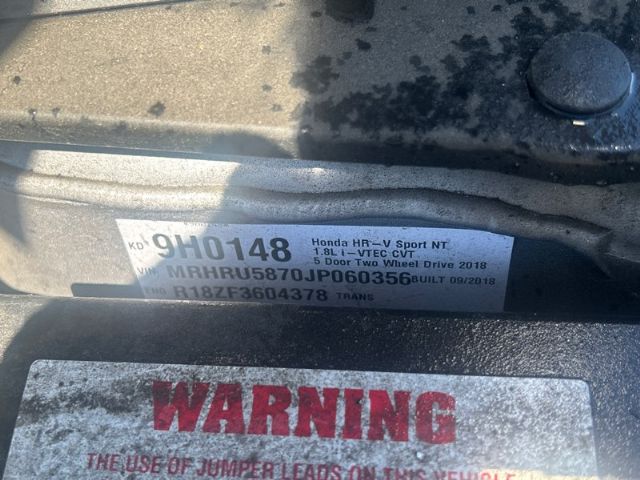 KD 9H0148 Honda HR-V Sport NT
1.8L i-VTEC CVT
5 Door Two Wheel Drive 2018
VIN MRHRU5870JP060356 BUILT 09/2018
ENG R18ZF3604378 TRANS
WARNING
THE USE OF JUMPER LEADS ON THIS VEHICLE